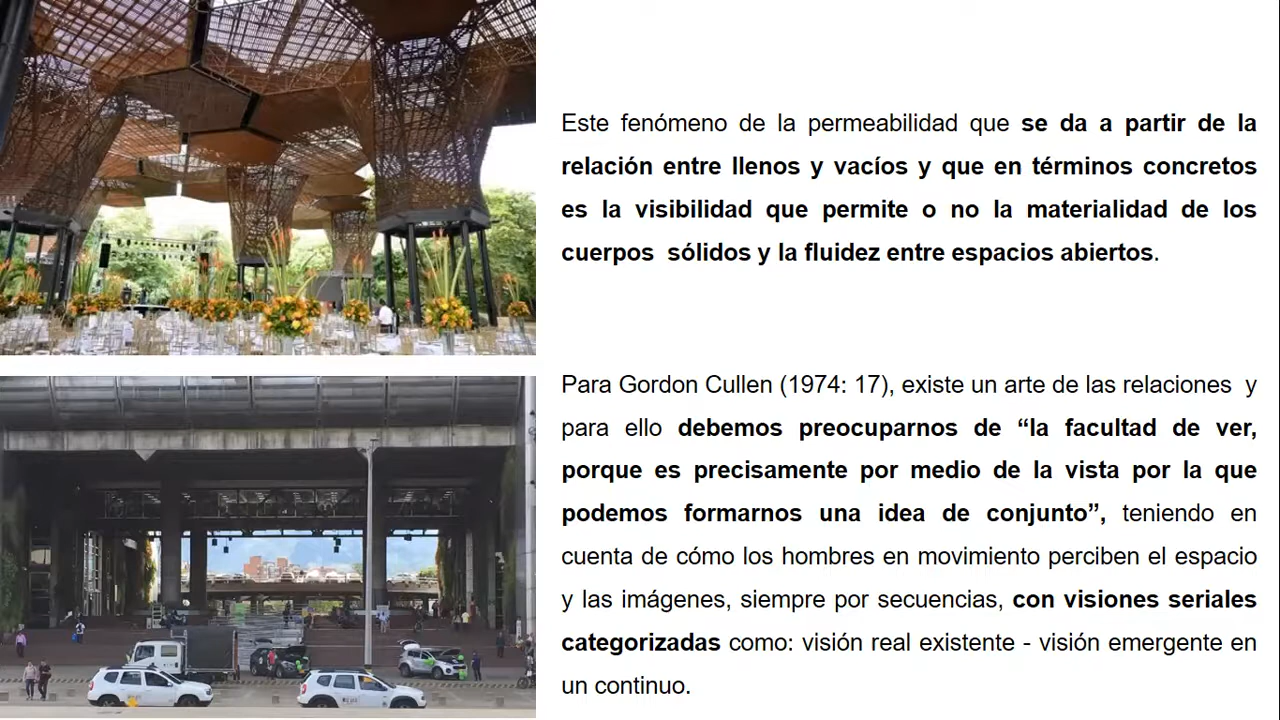 Este fenómeno de la permeabilidad que se da a partir de la
relación entre llenos y vacíos y que en términos concretos
es la visibilidad que permite o no la materialidad de los
cuerpos sólidos y la fluidez entre espacios abiertos.
Para Gordon Cullen (1974: 17), existe un arte de las relaciones y
para ello debemos preocuparnos de “la facultad de ver,
porque es precisamente por medio de la vista por la que
podemos formarnos una idea de conjunto”, teniendo en
cuenta de cómo los hombres en movimiento perciben el espacio
y las imágenes, siempre por secuencias, con visiones seriales
categorizadas como: visión real existente - visión emergente en
un continuo.